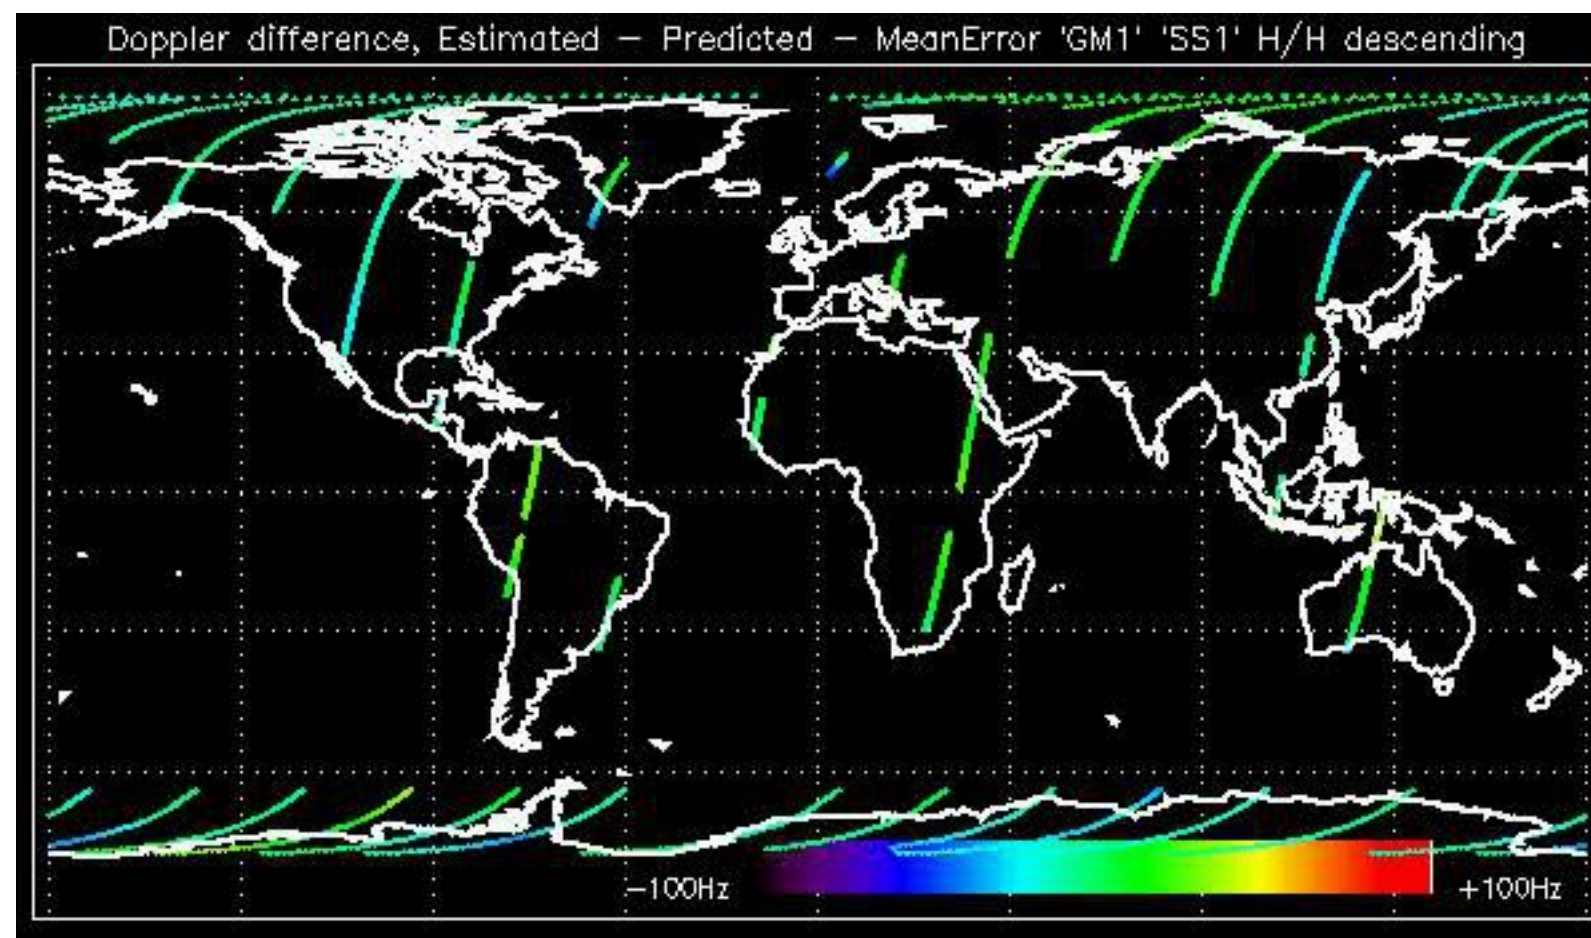 Doppler difference, Estimated – Predicted – MeanError 'GM1' 'SS1' H/H descending
–100Hz +100Hz